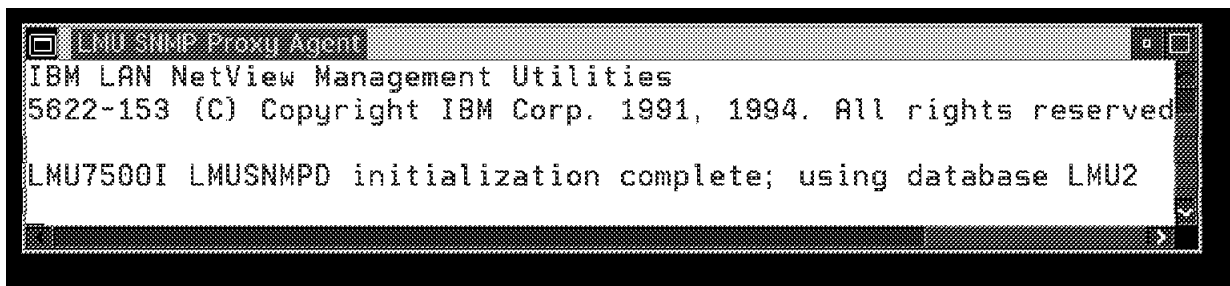 LMU SNMP Proxy Agent
IBM LAN NetView Management Utilities
5622-153 (C) Copyright IBM Corp. 1991, 1994. All rights reserved
LMU7500I LMUSNMPD initialization complete; using database LMU2